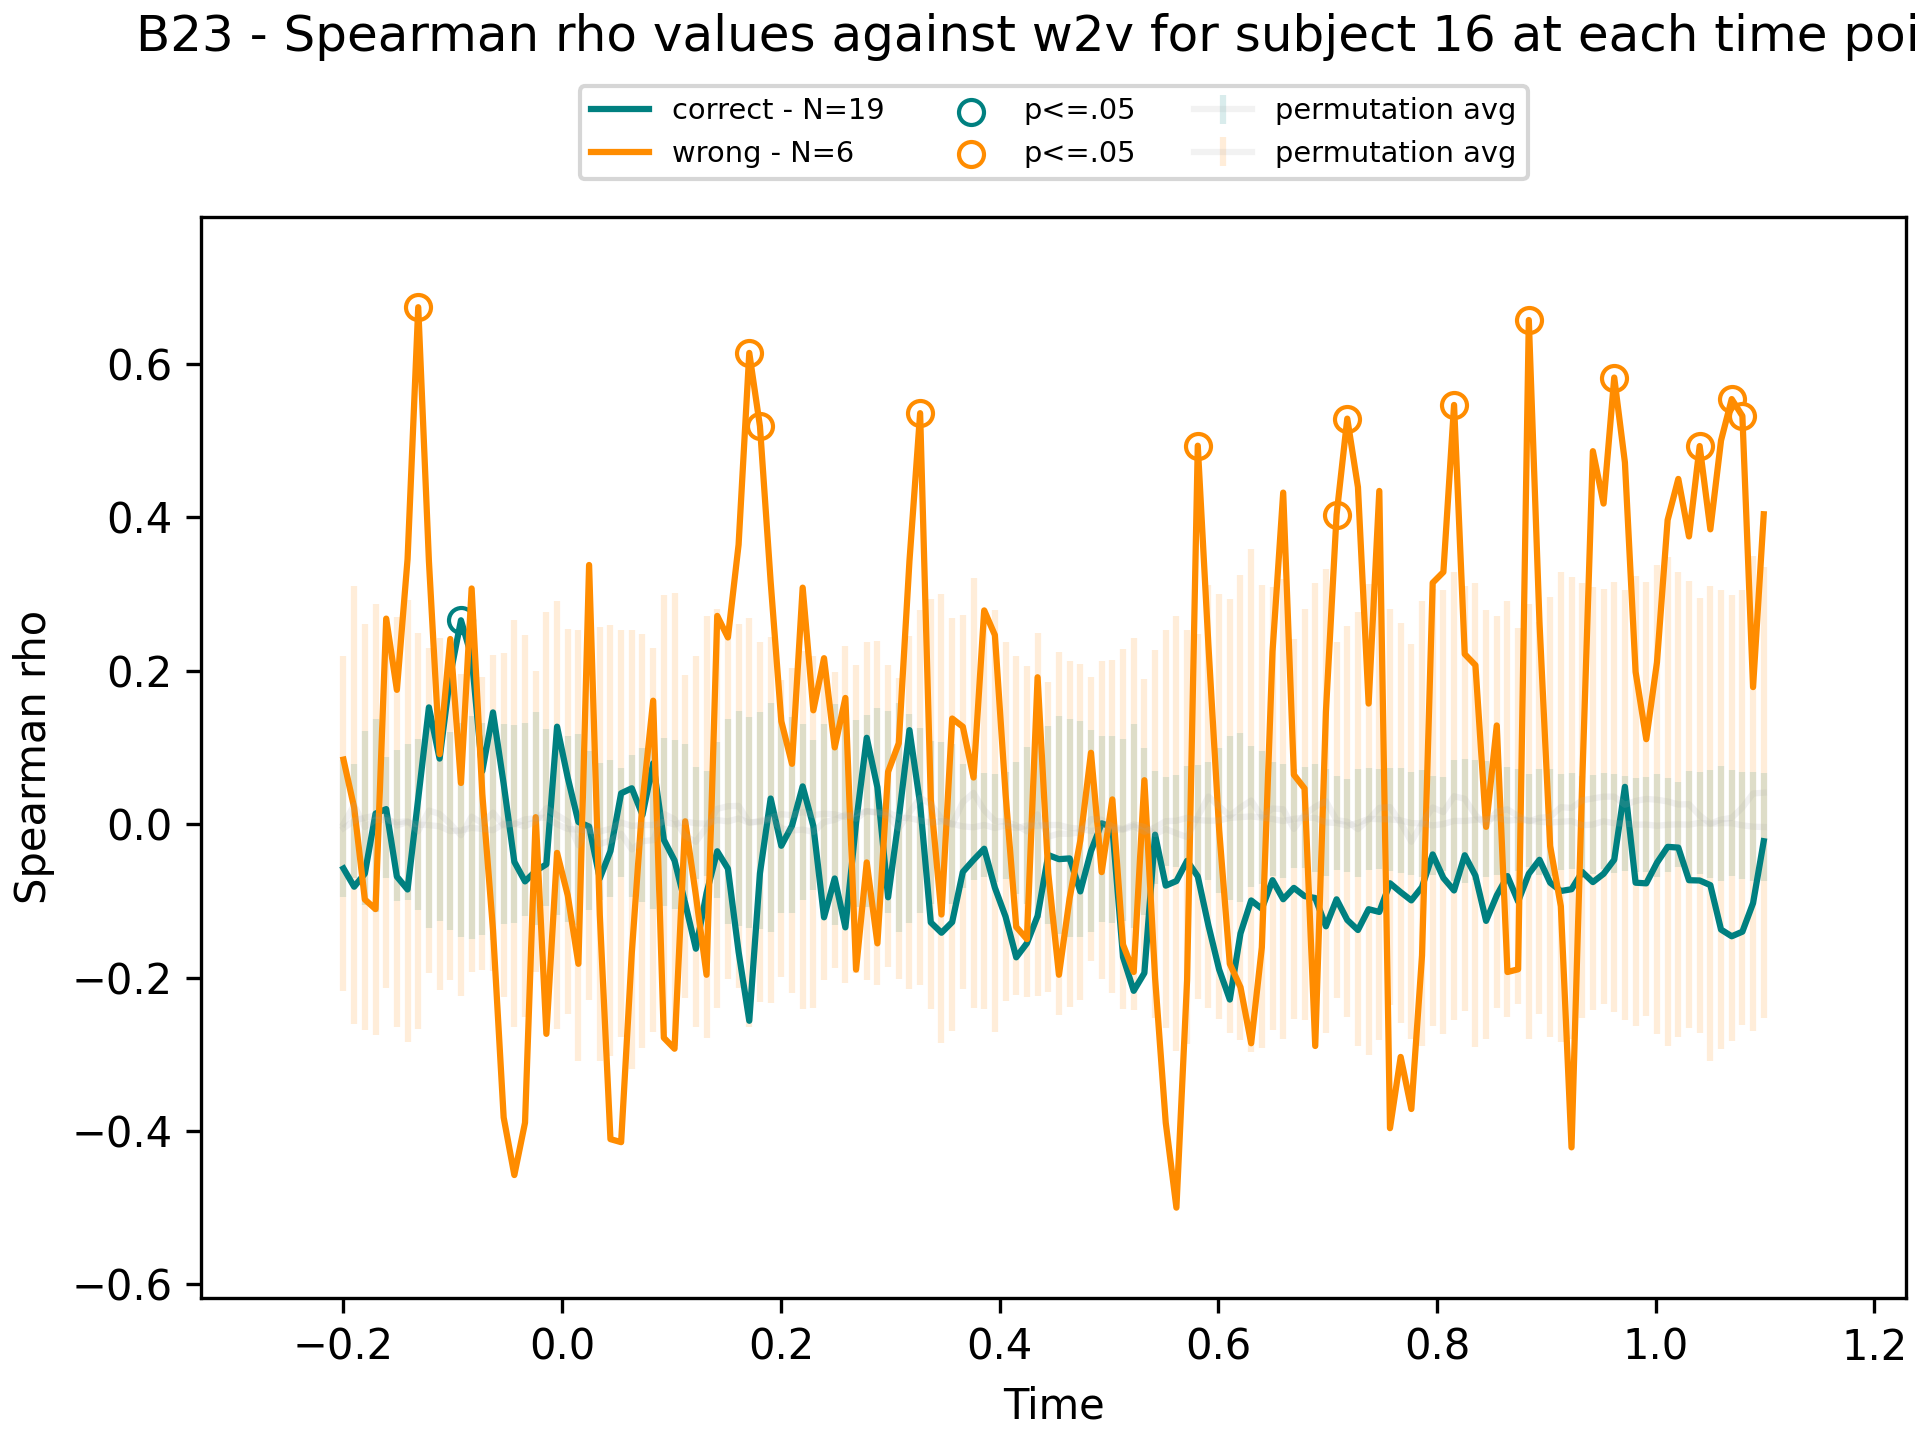 B23 - Spearman rho values against w2v for subject 16 at each time poi
correct - N=19 p<=.05 permutation avg
wrong - N=6 p<=.05 permutation avg
Spearman rho
0.6
0.4
0.2
0.0
−0.2
−0.4
−0.6
−0.2 0.0 0.2 0.4 0.6 0.8 1.0 1.2
Time